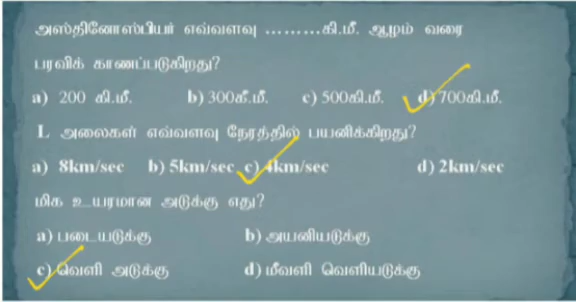 அஸ்தினோஸ்பியர் எவ்வளவு .........கி.மீ. ஆழம் வரை
பரவிக் காணப்படுகிறது?
a) 200 கி.மீ. b) 300கி.மீ. c) 500கி.மீ. d) 700கி.மீ.
L அலைகள் எவ்வளவு நேரத்தில் பயனிக்கிறது?
a) 8km/sec b) 5km/sec c) 4km/sec d) 2km/sec
மிக உயரமான அடுக்கு எது?
a) படையடுக்கு b) அயனியடுக்கு
c) வெளி அடுக்கு d) மீவளி வெளியடுக்கு